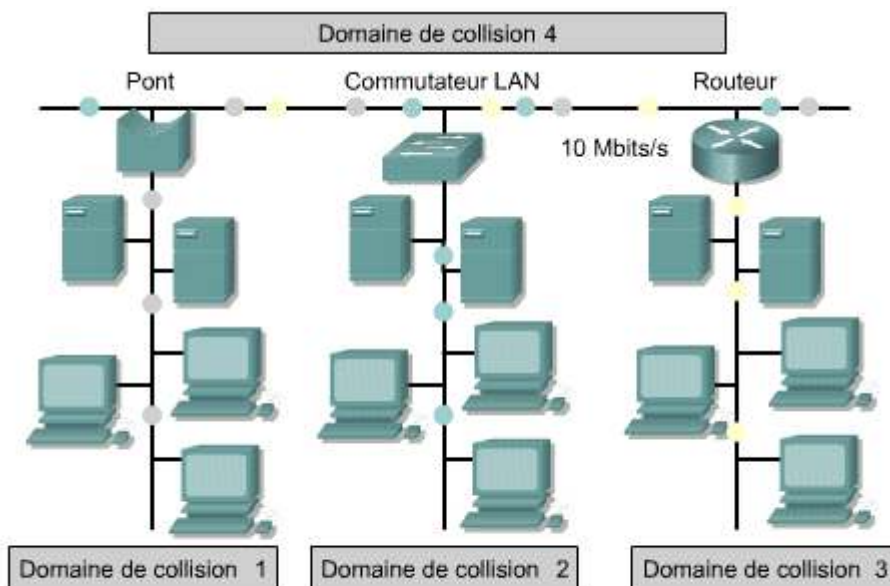 Domaine de collision 4
Pont
Commutateur LAN
Routeur
10 Mbits/s
Domaine de collision 1
Domaine de collision 2
Domaine de collision 3